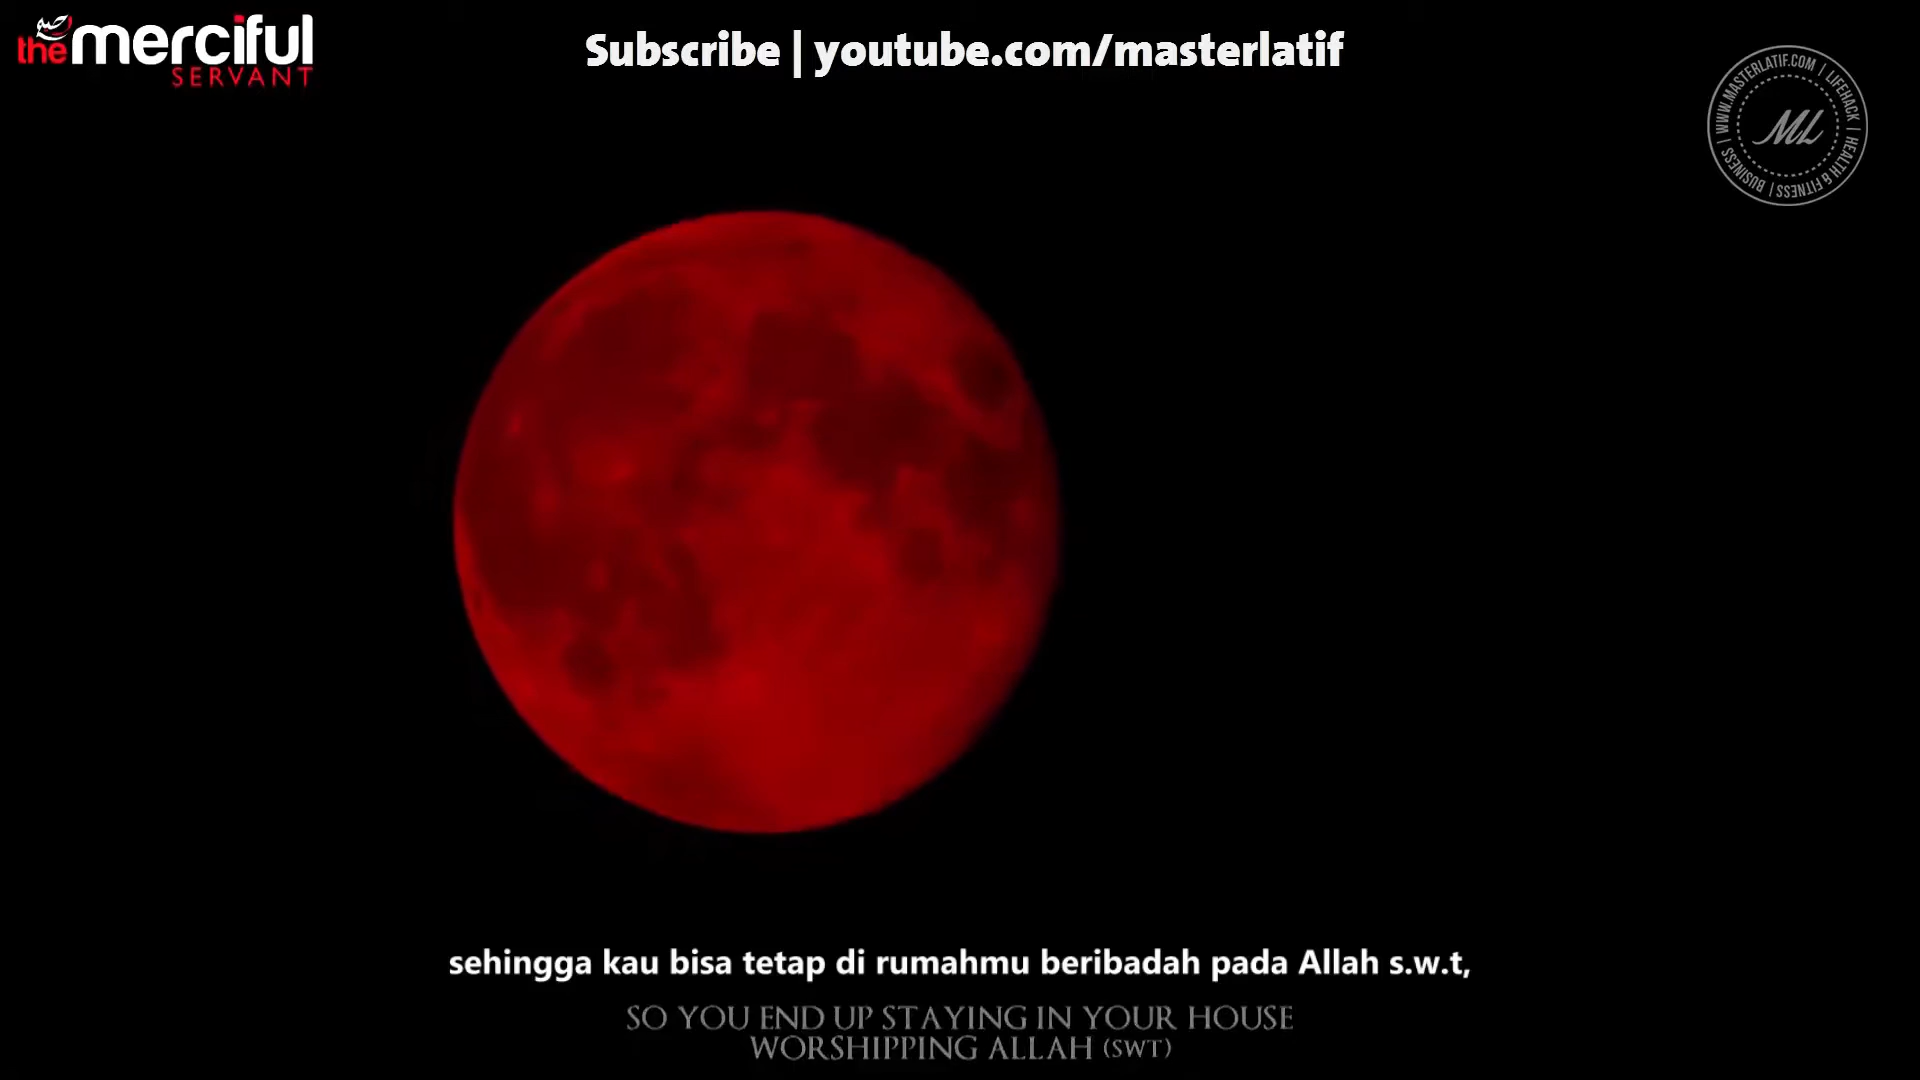 the merciful
SERVANT
Subscribe | youtube.com/masterlatif
WWW.MASTERLATIF.COM | LIFEHACK | HEALTH & FITNESS | BUSINESS |
ML
sehingga kau bisa tetap di rumahmu beribadah pada Allah s.w.t,
SO YOU END UP STAYING IN YOUR HOUSE
WORSHIPPING ALLAH (SWT)